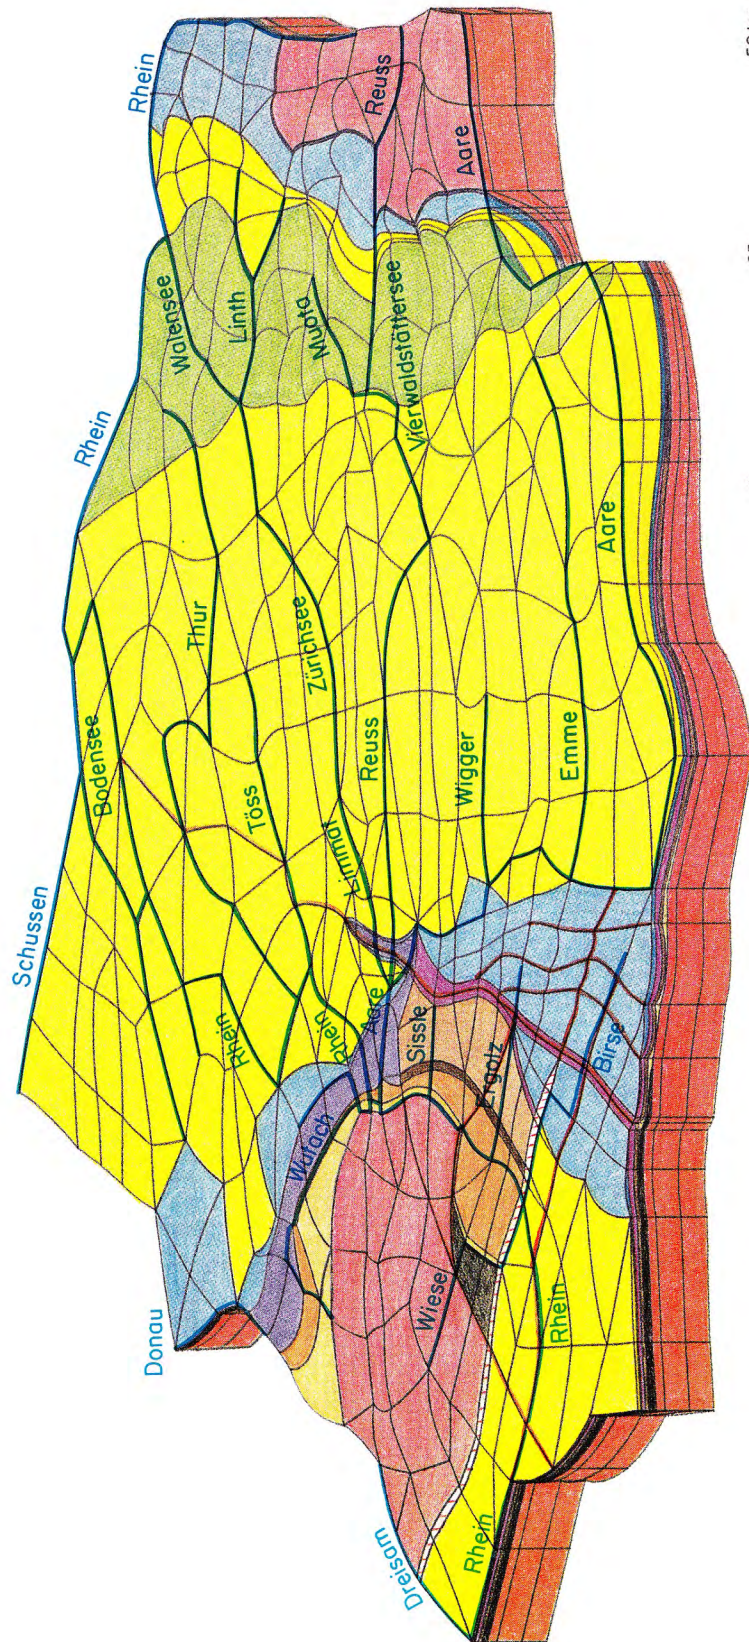 Schussen
Donau
Bodensee
Rhein
Rhein
Walensee
Linth
Muota
Reuss
Aare
Vierwaldstättersee
Thur
Töss
Zürichsee
Limmat
Reuss
Wigger
Emme
Aare
Rhein
Rhein
Aare
Sissle
Ergolz
Birse
Wutach
Wiese
Rhein
Dreisam
Rhein